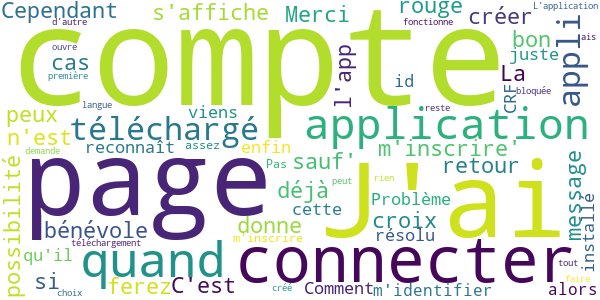 Cependant
d'autre
s'affiche
Merci
rouge
créer
L'application
fonctionne
ouvre
cas
première
compte
l'app
bon
juste
appli
ais
id
La
bloquée
peux
n'est
langue
téléchargé
application
CRF
reste
viens
reconnaît
assez
enfin
m'inscrire'
demande
Pas
sauf'
retour
possibilité
page
déjà
peut
rien
J'ai
message
installé
cette
Problème
donne
croix
bénévole
résolu
m'inscrire
téléchargement
qu'il
quand
connecter
tout
si
ferez
C'est
Comment
m'identifier
faire
choix
créé
alors